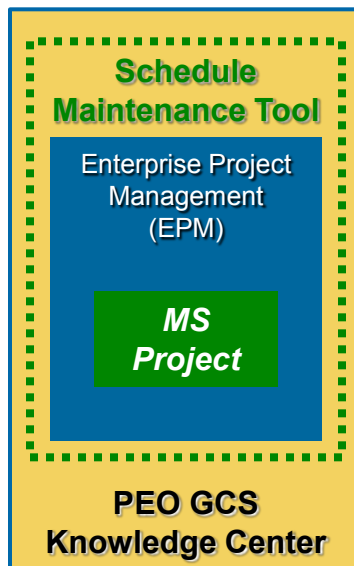 Schedule
Maintenance Tool
Enterprise Project
Management
(EPM)
MS
Project
PEO GCS
Knowledge Center